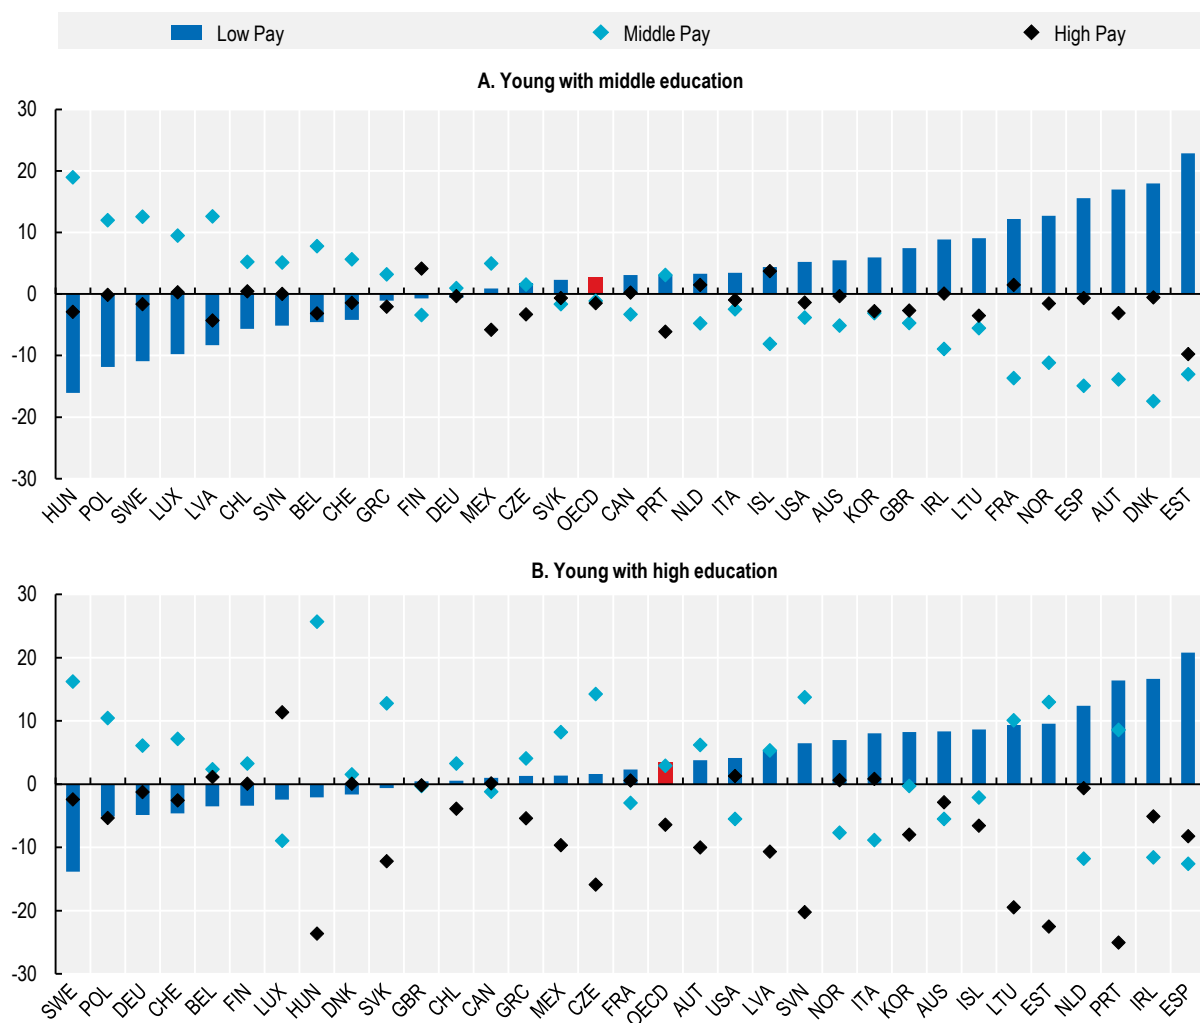 Low Pay Middle Pay High Pay
A. Young with middle education
30
20
10
0
-10
-20
-30
HUN POL SWE LUX LVA CHL SVN BEL CHE GRC FIN DEU MEX CZE SVK OECD CAN PRT NLD ITA ISL USA AUS KOR GBR IRL LTU FRA NOR ESP AUT DNK EST
B. Young with high education
30
20
10
0
-10
-20
-30
SWE POL DEU CHE BEL FIN LUX HUN DNK SVK GBR CHL CAN GRC MEX CZE FRA OECD AUT USA LVA SVN NOR ITA KOR AUS ISL LTU EST NLD PRT IRL ESP